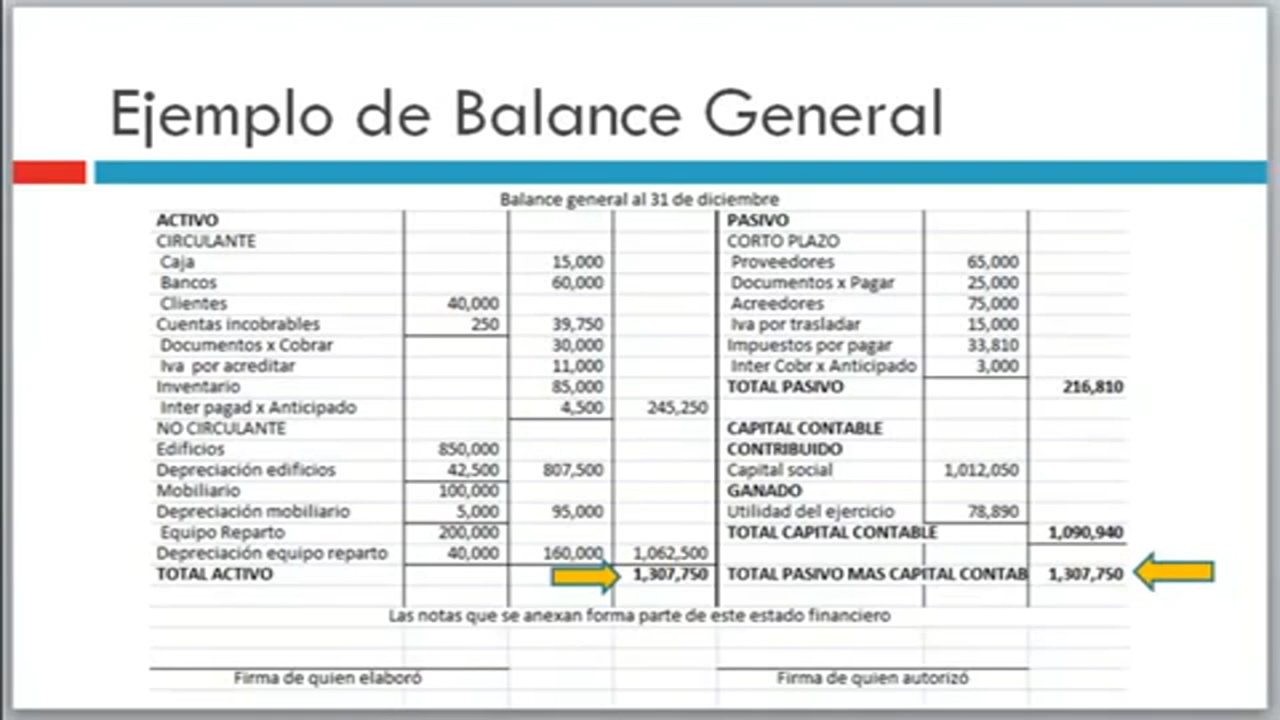 Ejemplo de Balance General
Balance general al 31 de diciembre
ACTIVO PASIVO
CIRCULANTE CORTO PLAZO
Caja 15,000 Proveedores 65,000
Bancos 60,000 Documentos x Pagar 25,000
Clientes 40,000 Acreedores 75,000
Cuentas incobrables 250 39,750 Iva por trasladar 15,000
Documentos x Cobrar 30,000 Impuestos por pagar 33,810
Iva por acreditar 11,000 Inter Cobr x Anticipado 3,000
Inventario 85,000 TOTAL PASIVO 216,810
Inter pagad x Anticipado 4,500 245,250
NO CIRCULANTE CAPITAL CONTABLE
Edificios 850,000 CONTRIBUIDO
Depreciación edificios 42,500 807,500 Capital social 1,012,050
Mobiliario 100,000 GANADO
Depreciación mobiliario 5,000 95,000 Utilidad del ejercicio 78,890
Equipo Reparto 200,000 TOTAL CAPITAL CONTABLE 1,090,940
Depreciación equipo reparto 40,000 160,000 1,062,500
TOTAL ACTIVO 1,307,750 TOTAL PASIVO MAS CAPITAL CONTAB 1,307,750
Las notas que se anexan forma parte de este estado financiero
Firma de quien elaboró Firma de quien autorizó